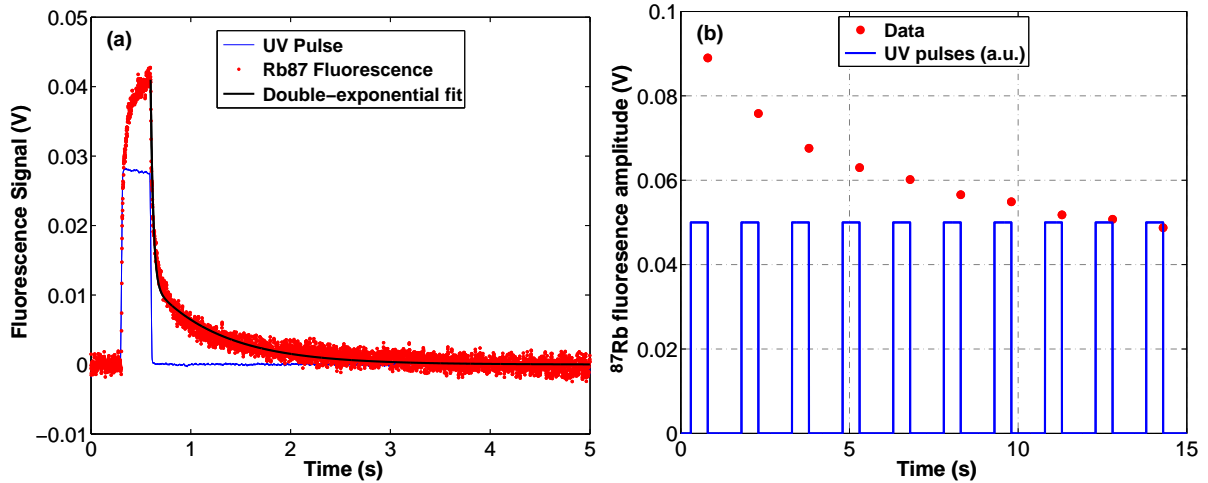 (a)
UV Pulse
Rb87 Fluorescence
Double−exponential fit
Fluorescence Signal (V)
0.05
0.04
0.03
0.02
0.01
0
−0.01
0 1 2 3 4 5
Time (s)
(b)
Data
UV pulses (a.u.)
87Rb fluoresence amplitude (V)
0.1
0.08
0.06
0.04
0.02
0
0 5 10 15
Time (s)